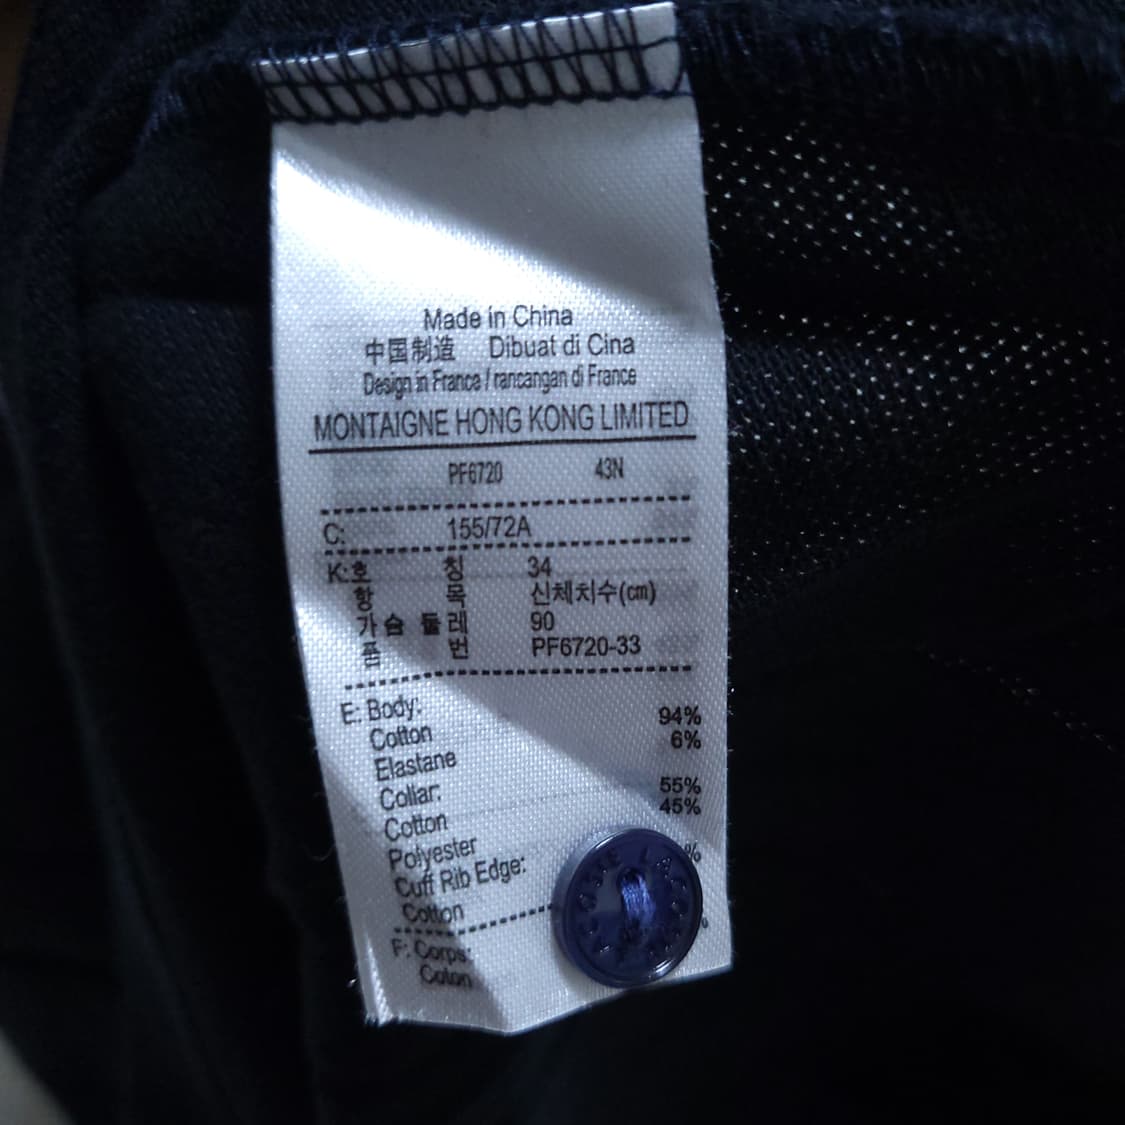 Made in China
中国制造 Dibuat di Cina
Design in France / rancangan di France
MONTAIGNE HONG KONG LIMITED
PF6720 43N
C: 155/72A
K:호 칭 34
항 목 신체치수(cm)
가슴 둘레 90
품 번 PF6720-33
E: Body:
Cotton 94%
Elastane 6%
Collar:
Cotton 55%
Polyester 45%
Cuff Rib Edge:
Cotton %
F: Corps:
Coton
LACOSTE LACOSTE